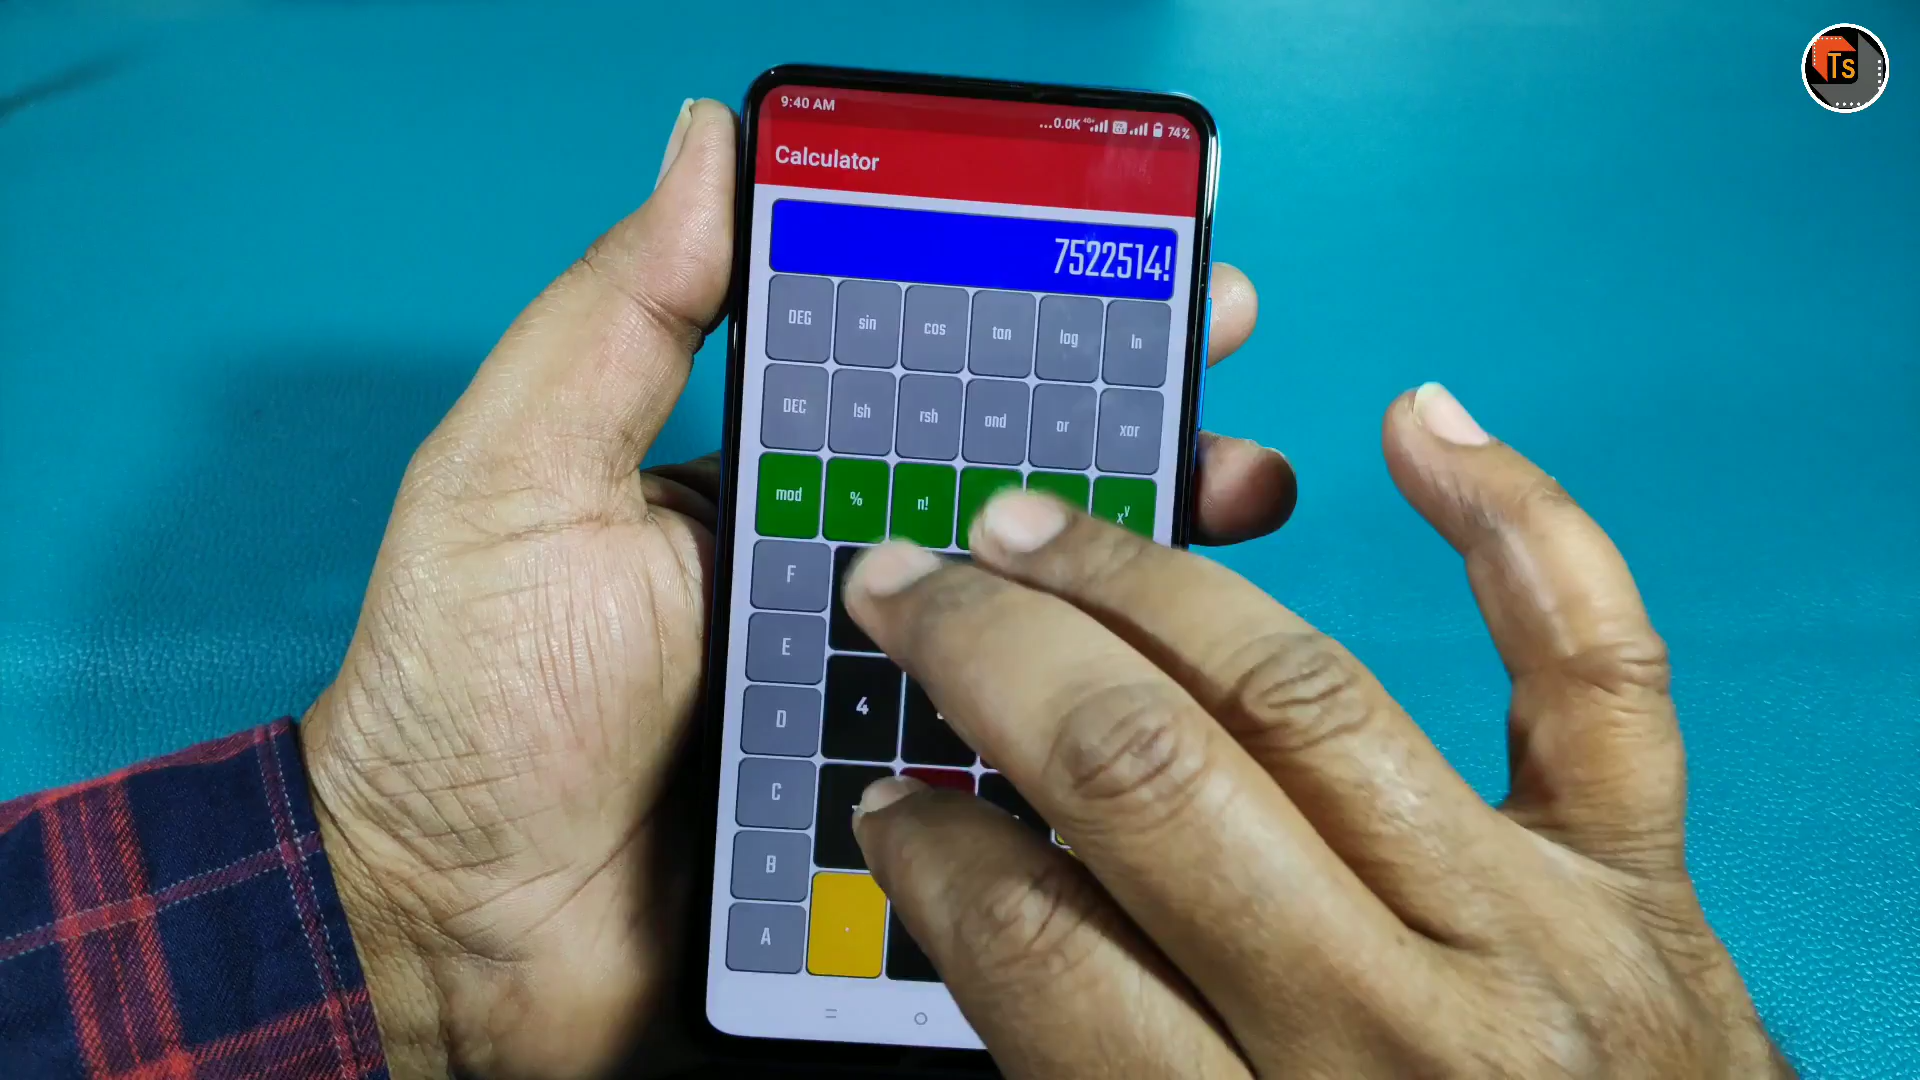 Ts
9:40 AM
...0.0K 4G+ 74%
Calculator
7522514!
DEG sin cos tan log ln
DEC lsh rsh and or xor
mod % n! x^y
F
E
D 4
C
B
A .